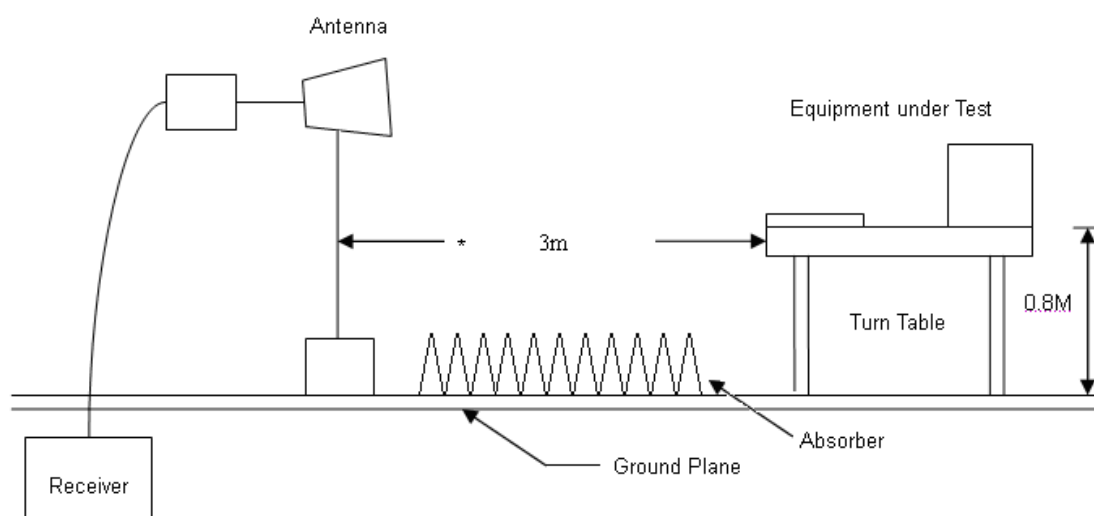 Antenna
Equipment under Test
* 3m
0.8M
Turn Table
Absorber
Ground Plane
Receiver